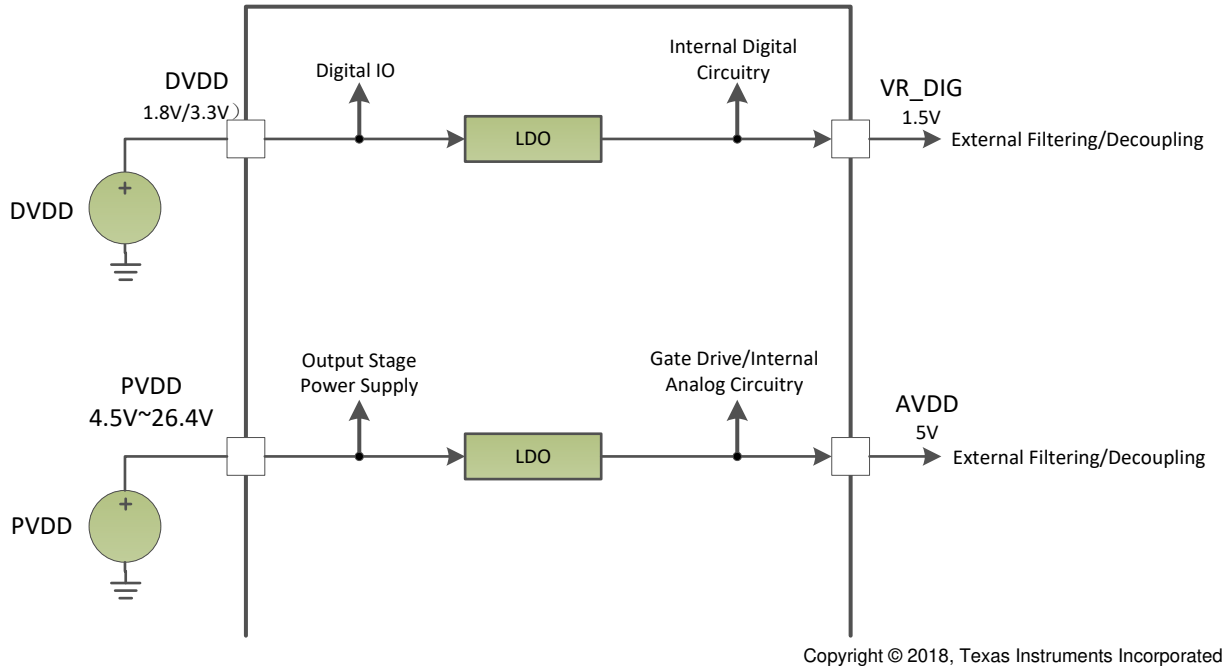 Internal Digital
Circuitry
Digital IO
DVDD
1.8V/3.3V）
VR_DIG
1.5V
LDO
External Filtering/Decoupling
+
DVDD
Output Stage
Power Supply
Gate Drive/Internal
Analog Circuitry
PVDD
4.5V~26.4V
AVDD
5V
LDO
External Filtering/Decoupling
+
PVDD
Copyright © 2018, Texas Instruments Incorporated